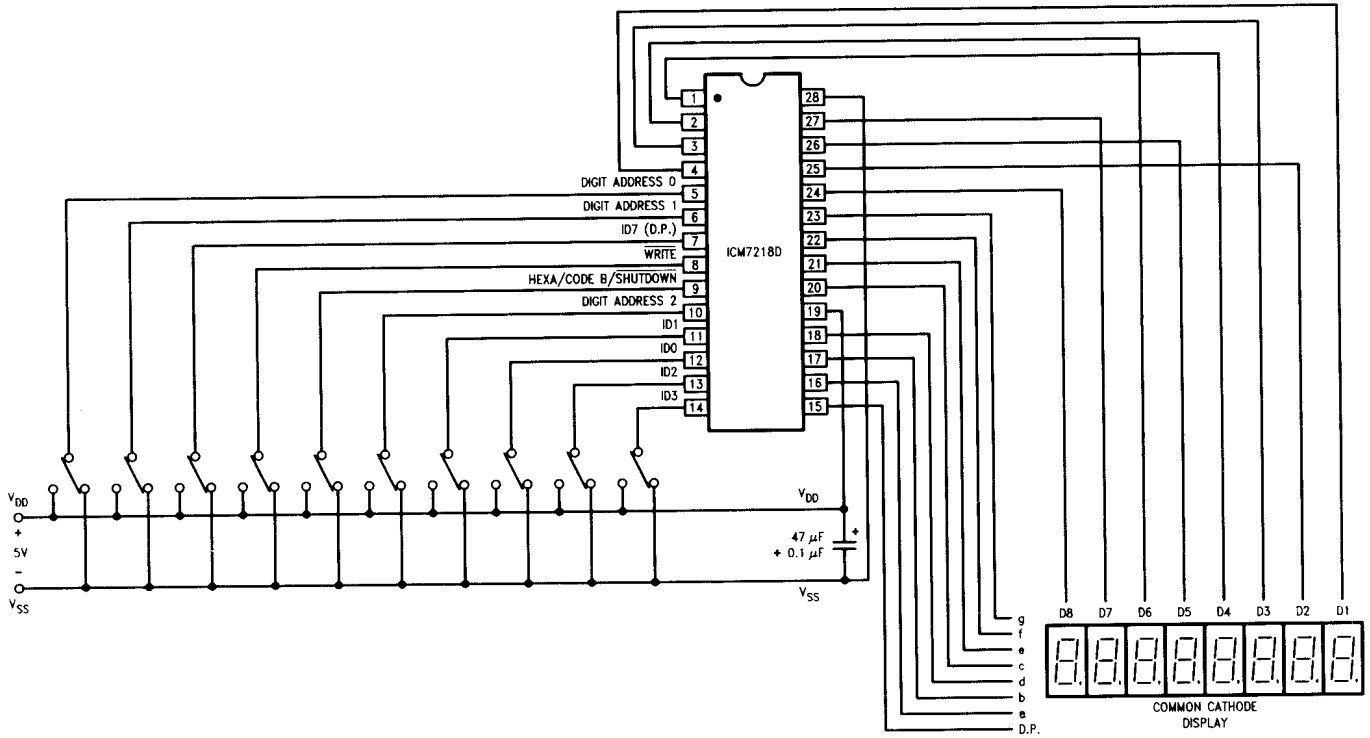 1
2
3
4
5
6
7
8
9
10
11
12
13
14
28
27
26
25
24
23
22
21
20
19
18
17
16
15
ICM7218D
DIGIT ADDRESS 0
DIGIT ADDRESS 1
ID7 (D.P.)
WRITE
HEXA/CODE B/SHUTDOWN
DIGIT ADDRESS 2
ID1
ID0
ID2
ID3
VDD
+
5V
-
VSS
VDD
47 µF
+ 0.1 µF
+
VSS
g
f
e
c
d
b
a
D.P.
D8 D7 D6 D5 D4 D3 D2 D1
COMMON CATHODE
DISPLAY